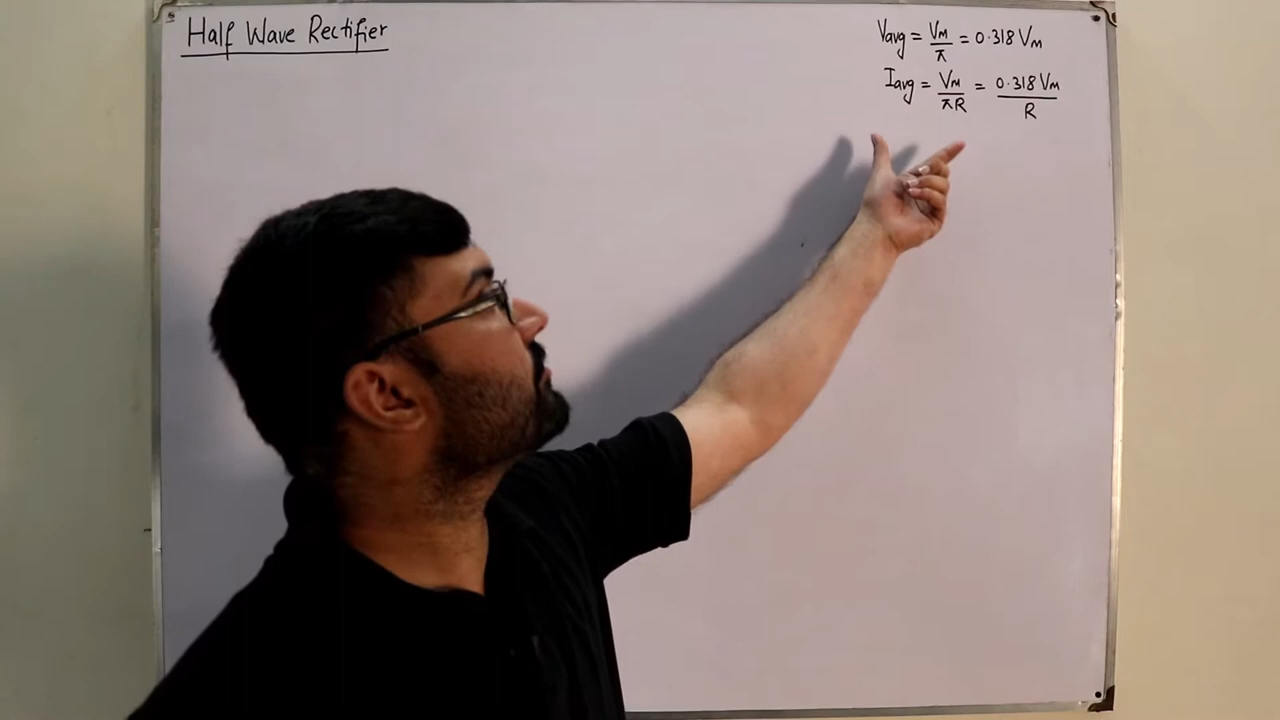 Half Wave Rectifier
Vavg = VM/π = 0.318 VM
Iavg = VM/πR = 0.318 VM/R